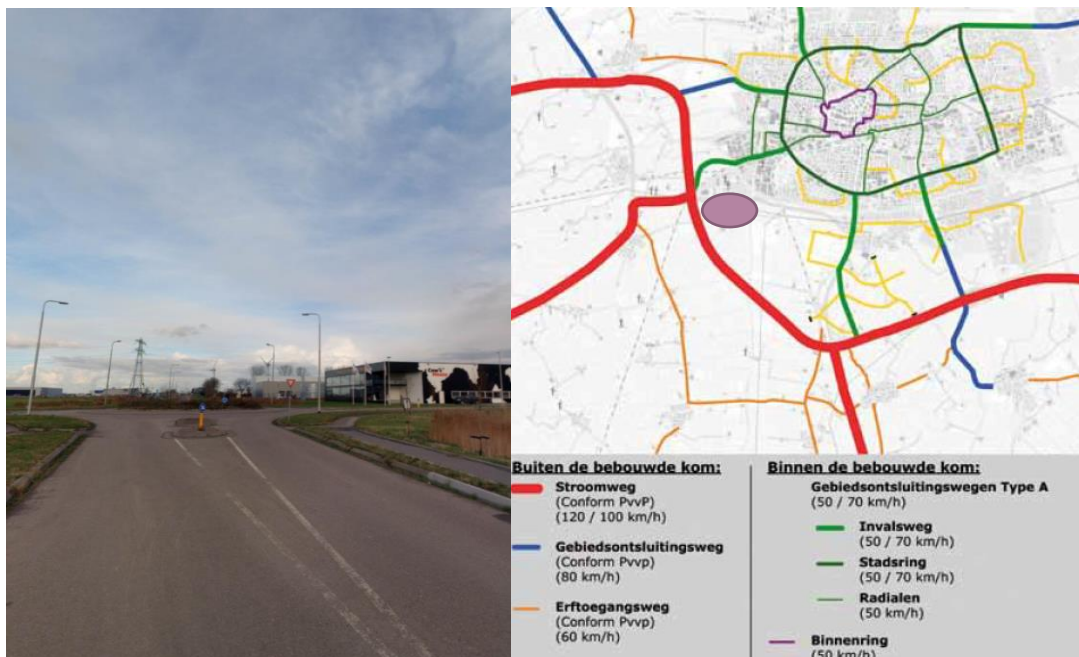 Buiten de bebouwde kom:
Stroomweg
(Conform PvvP)
(120 / 100 km/h)
Gebiedsontsluitingsweg
(Conform Pvvp)
(80 km/h)
Erftoegangsweg
(Conform Pvvp)
(60 km/h)
Binnen de bebouwde kom:
Gebiedsontsluitingswegen Type A
(50 / 70 km/h)
Invalsweg
(50 / 70 km/h)
Stadsring
(50 / 70 km/h)
Radialen
(50 km/h)
Binnenring
(50 km/h)